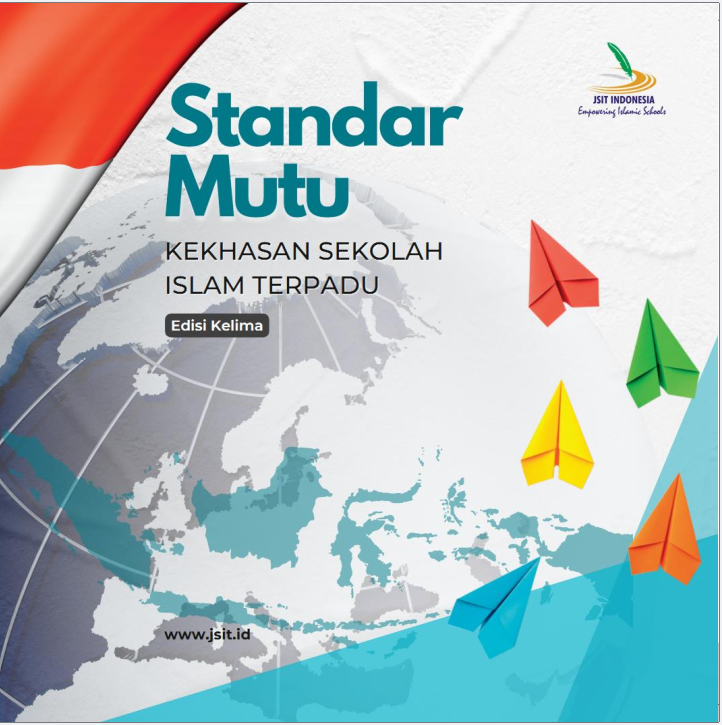 Standar
Mutu
KEKHASAN SEKOLAH
ISLAM TERPADU
Edisi Kelima
JSIT INDONESIA
Empowering Islamic Schools
www.jsit.id